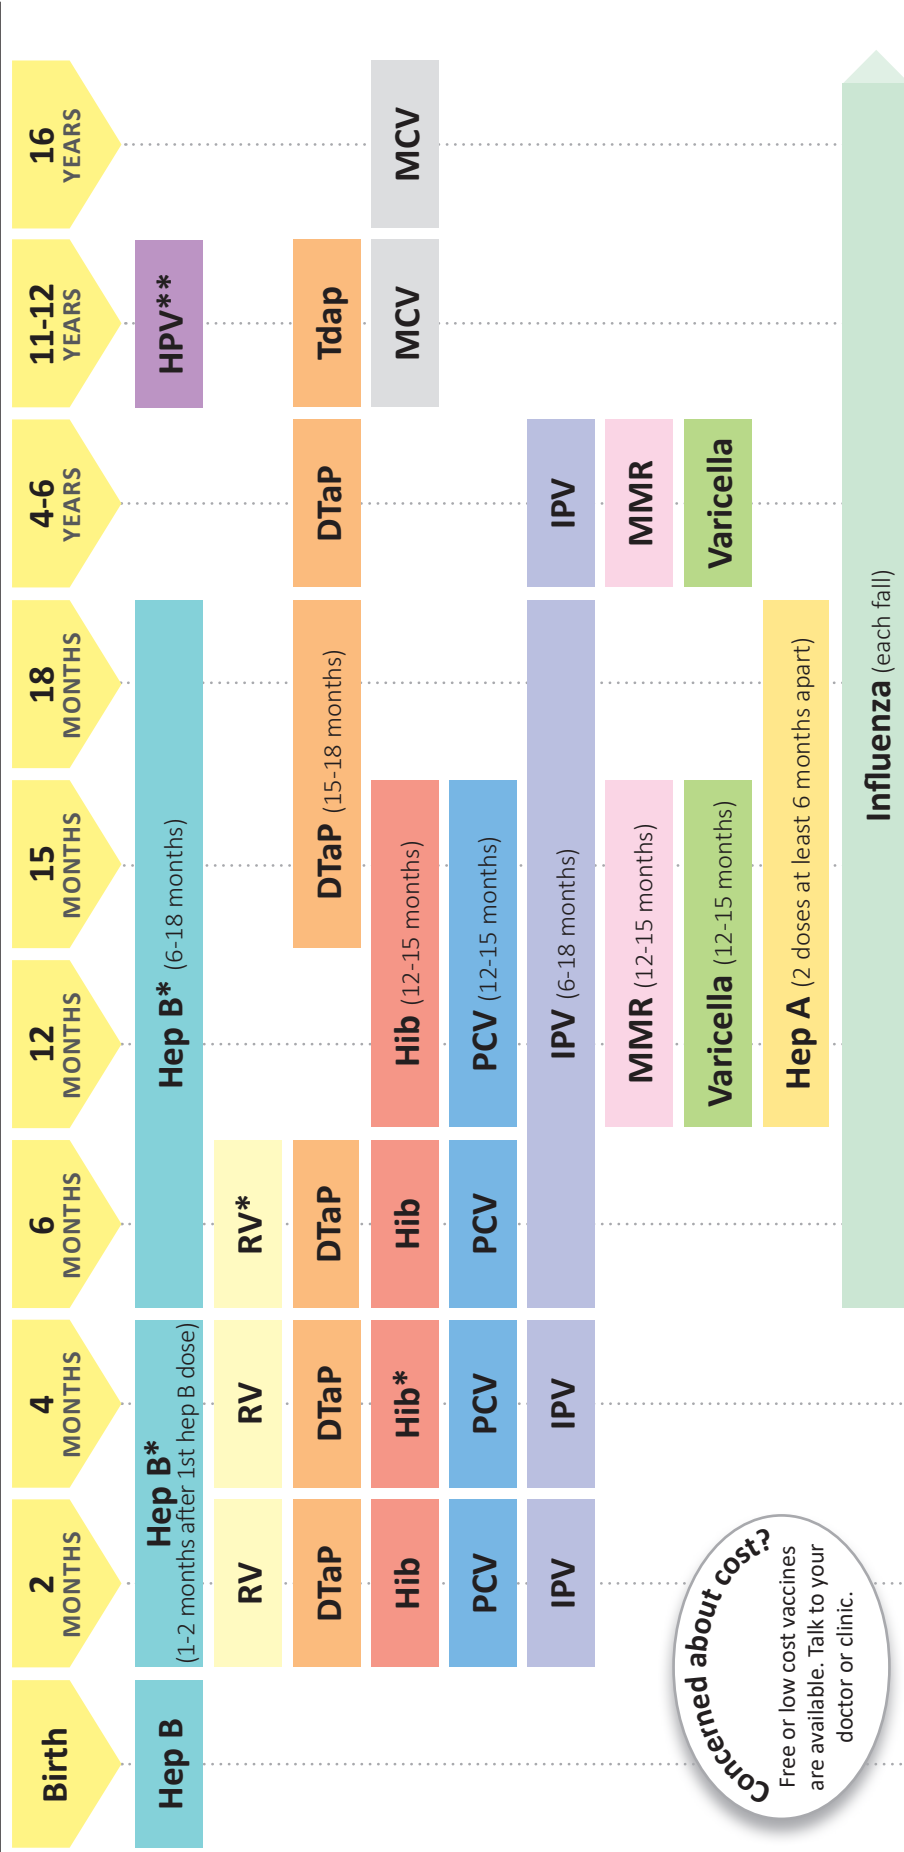 Birth
2
MONTHS
4
MONTHS
6
MONTHS
12
MONTHS
15
MONTHS
18
MONTHS
4-6
YEARS
11-12
YEARS
16
YEARS
Hep B
Hep B*
(1-2 months after 1st hep B dose)
Hep B* (6-18 months)
HPV**
RV
RV
RV*
DTaP
DTaP
DTaP
DTaP (15-18 months)
DTaP
Tdap
Hib
Hib*
Hib
Hib (12-15 months)
MCV
MCV
PCV
PCV
PCV
PCV (12-15 months)
IPV
IPV
IPV (6-18 months)
IPV
MMR (12-15 months)
MMR
Varicella (12-15 months)
Varicella
Hep A (2 doses at least 6 months apart)
Influenza (each fall)
Concerned about cost?
Free or low cost vaccines
are available. Talk to your
doctor or clinic.